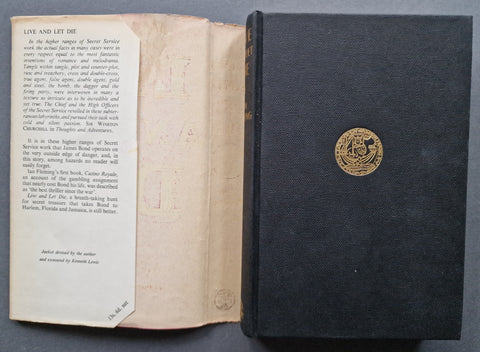 LIVE AND LET DIE
In the higher ranges of Secret Service
work the actual facts in many cases were in
every respect equal to the most fantastic
inventions of romance and melodrama.
Tangle within tangle, plot and counter-plot,
ruse and treachery, cross and double-cross,
true agent, false agent, double agent, gold
and steel, the bomb, the dagger and the
firing party, were interwoven in many a
texture so intricate as to be incredible and
yet true. The Chief and the High Officers
of the Secret Service revelled in these subter-
ranean labyrinths, and pursued their task with
cold and silent passion. SIR WINSTON
CHURCHILL in Thoughts and Adventures.
It is in these higher ranges of Secret
Service work that James Bond operates on
the very outside edge of danger, and, in
this story, among hazards no reader will
easily forget.
Ian Fleming's first book, Casino Royale,
an account of the gambling assignment
that nearly cost Bond his life, was described
as 'the best thriller since the war'.
Live and Let Die, a breath-taking hunt
for secret treasure that takes Bond to
Harlem, Florida and Jamaica, is still better.
Jacket devised by the author
and executed by Kenneth Lewis
13s. 6d. net